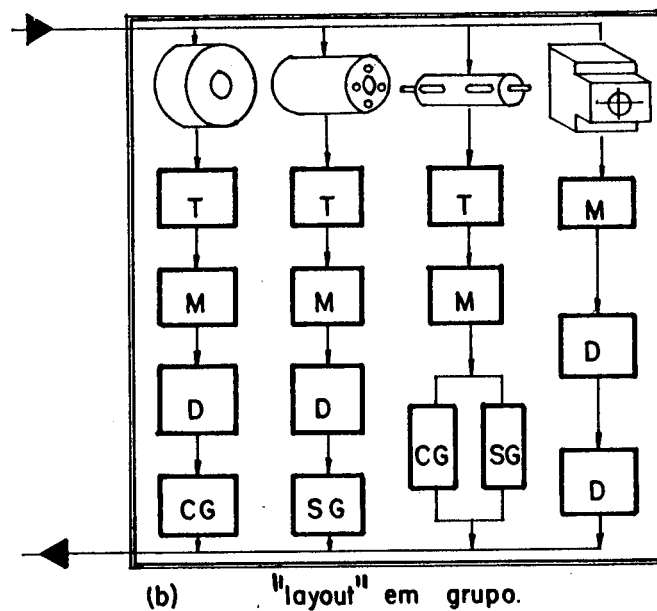 T T T M
M M M
D D D
CG SG
CG SG D
(b) "layout" em grupo.